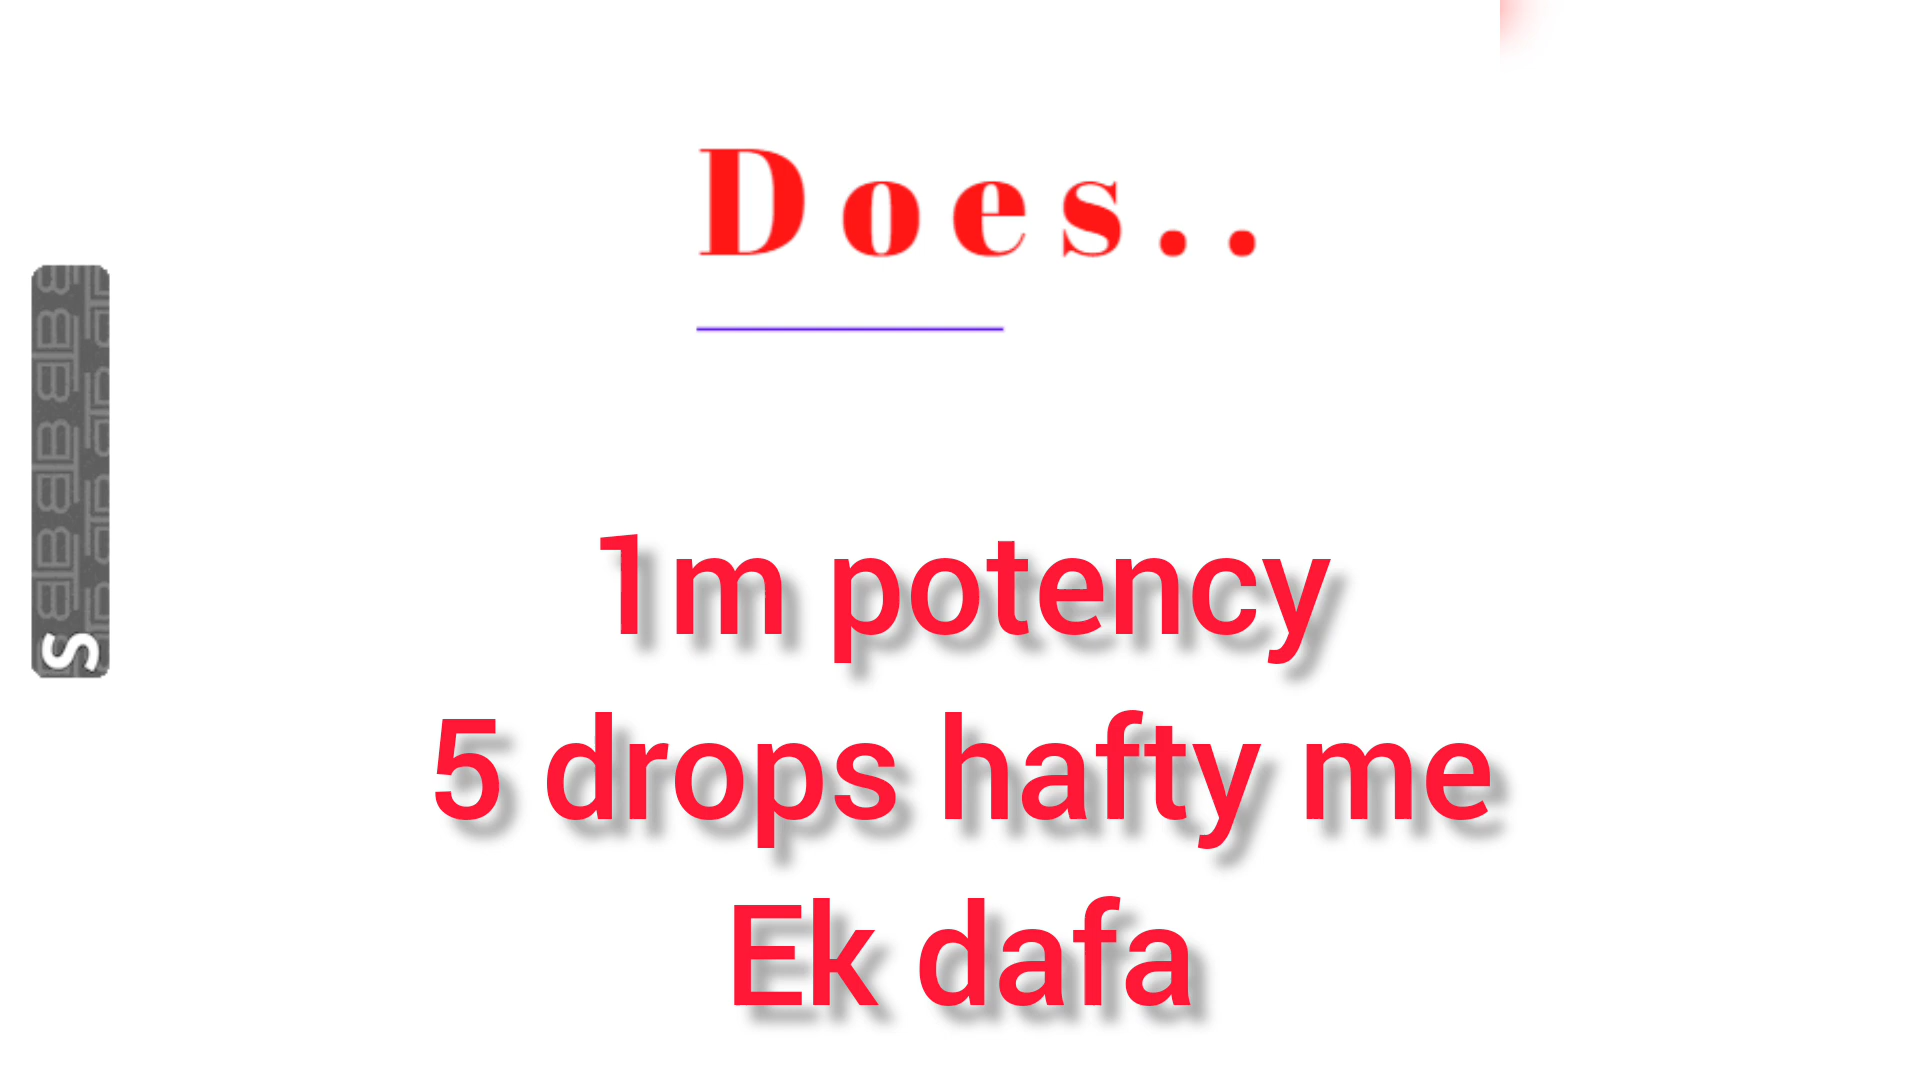 Does..
1m potency
5 drops hafty me
Ek dafa
S